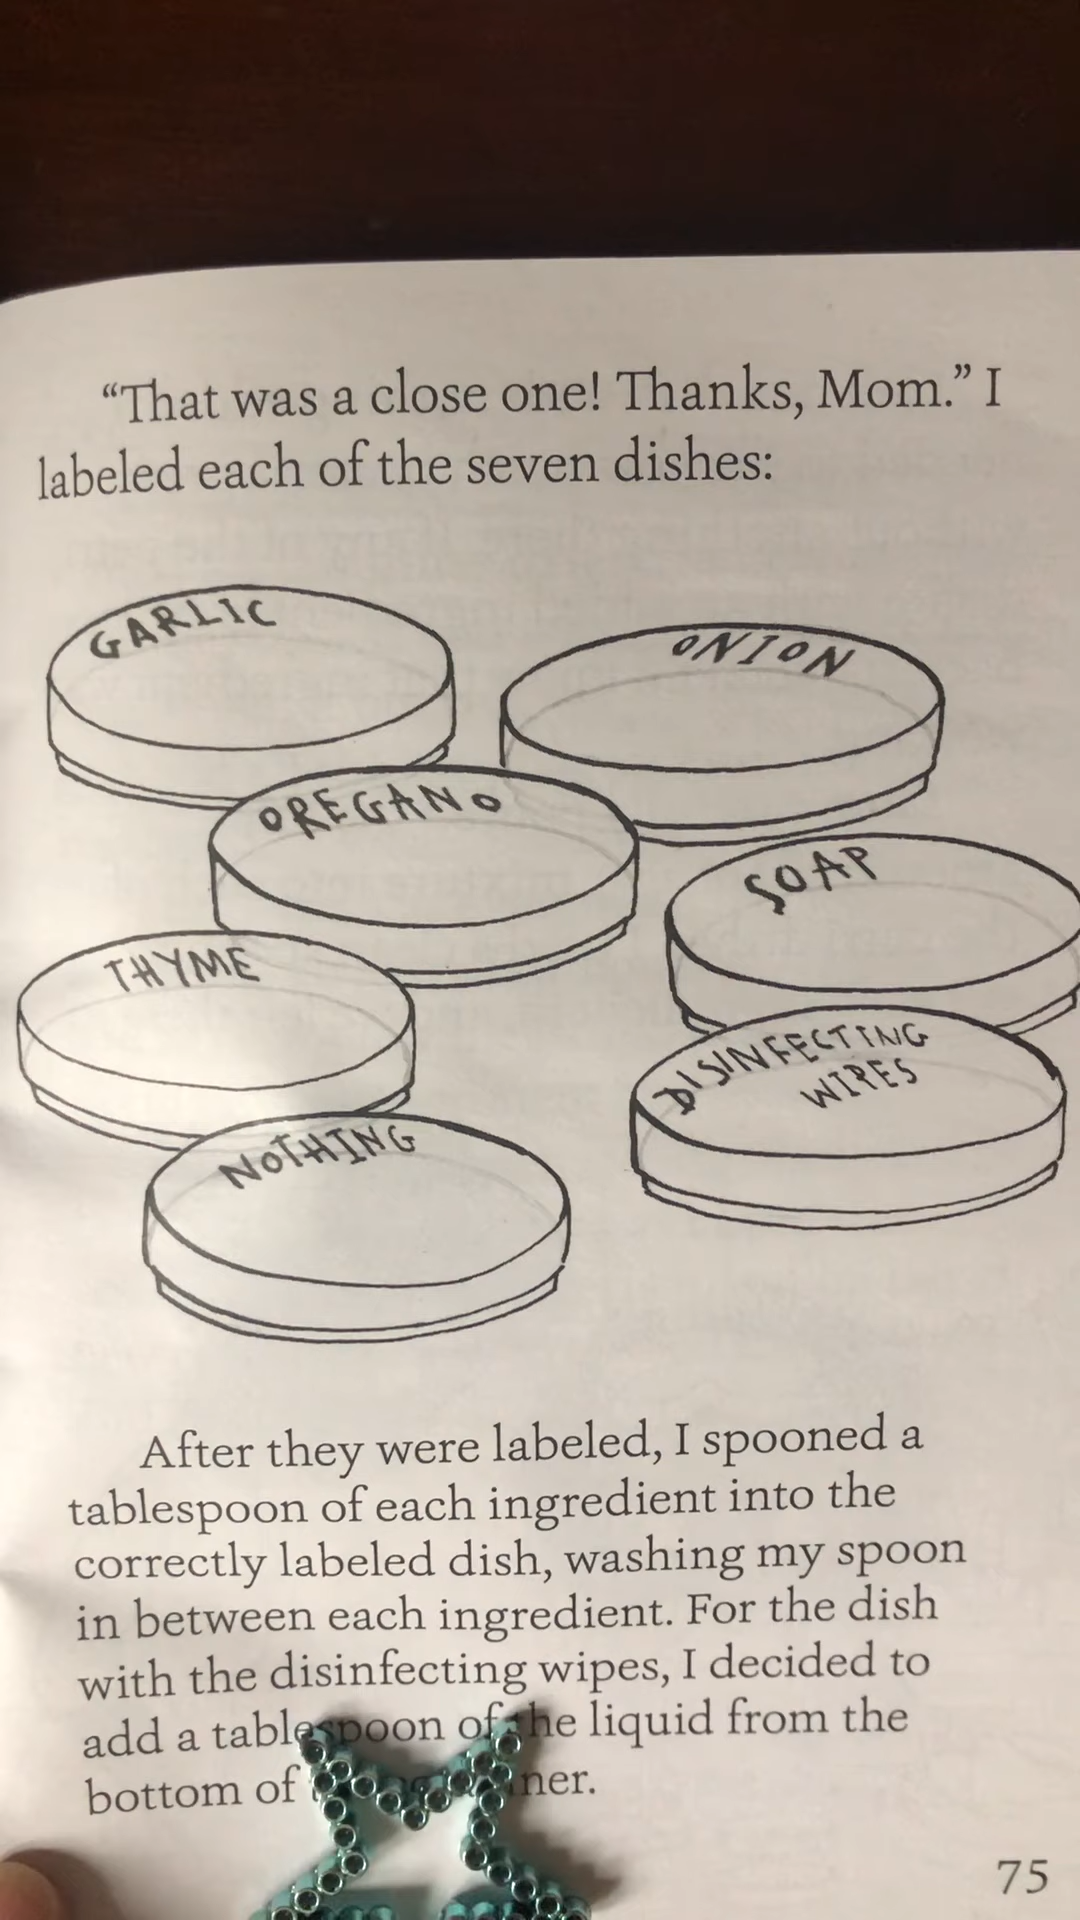 “That was a close one! Thanks, Mom.” I
labeled each of the seven dishes:
GARLIC
ONION
OREGANO
SOAP
THYME
DISINFECTING
WIPES
NOTHING
After they were labeled, I spooned a
tablespoon of each ingredient into the
correctly labeled dish, washing my spoon
in between each ingredient. For the dish
with the disinfecting wipes, I decided to
add a tablespoon of the liquid from the
bottom of
75